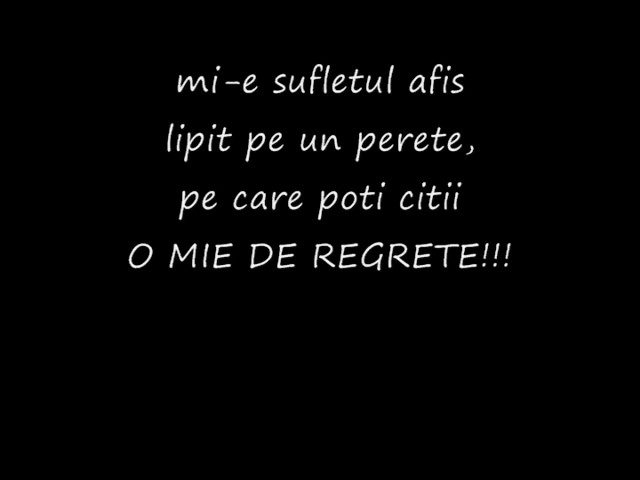 mi-e sufletul afis
lipit pe un perete,
pe care poti citii
O MIE DE REGRETE!!!